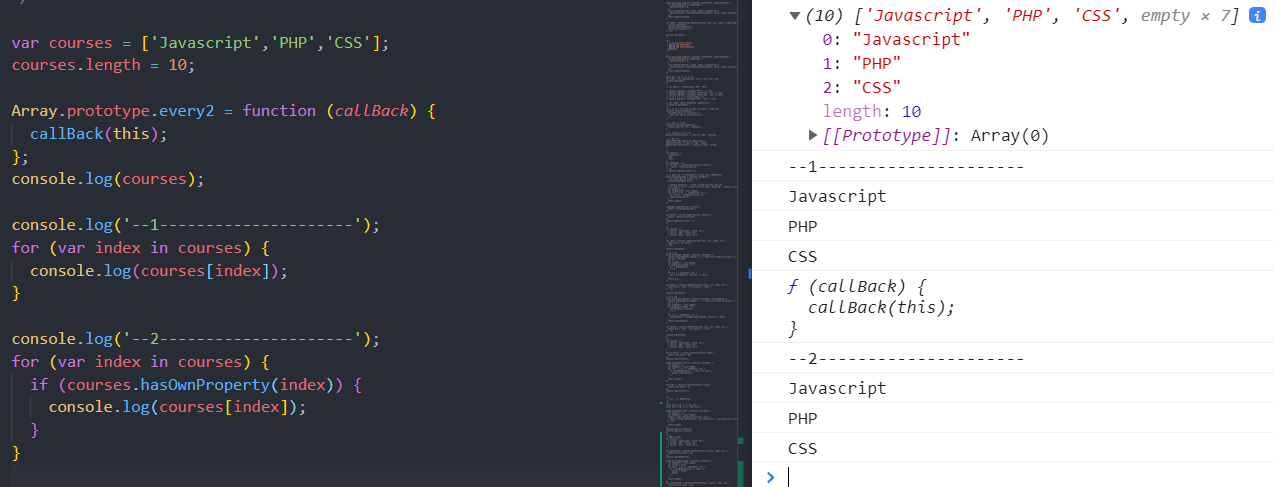 var courses = ['Javascript','PHP','CSS'];
courses.length = 10;
Array.prototype.every2 = function (callBack) {
callBack(this);
};
console.log(courses);
console.log('--1---------------------');
for (var index in courses) {
console.log(courses[index]);
}
console.log('--2---------------------');
for (var index in courses) {
if (courses.hasOwnProperty(index)) {
console.log(courses[index]);
}
}
(10) ['Javascript', 'PHP', 'CSS', empty × 7] i
0: "Javascript"
1: "PHP"
2: "CSS"
length: 10
[[Prototype]]: Array(0)
--1---------------------
Javascript
PHP
CSS
ƒ (callBack) {
callBack(this);
}
--2---------------------
Javascript
PHP
CSS